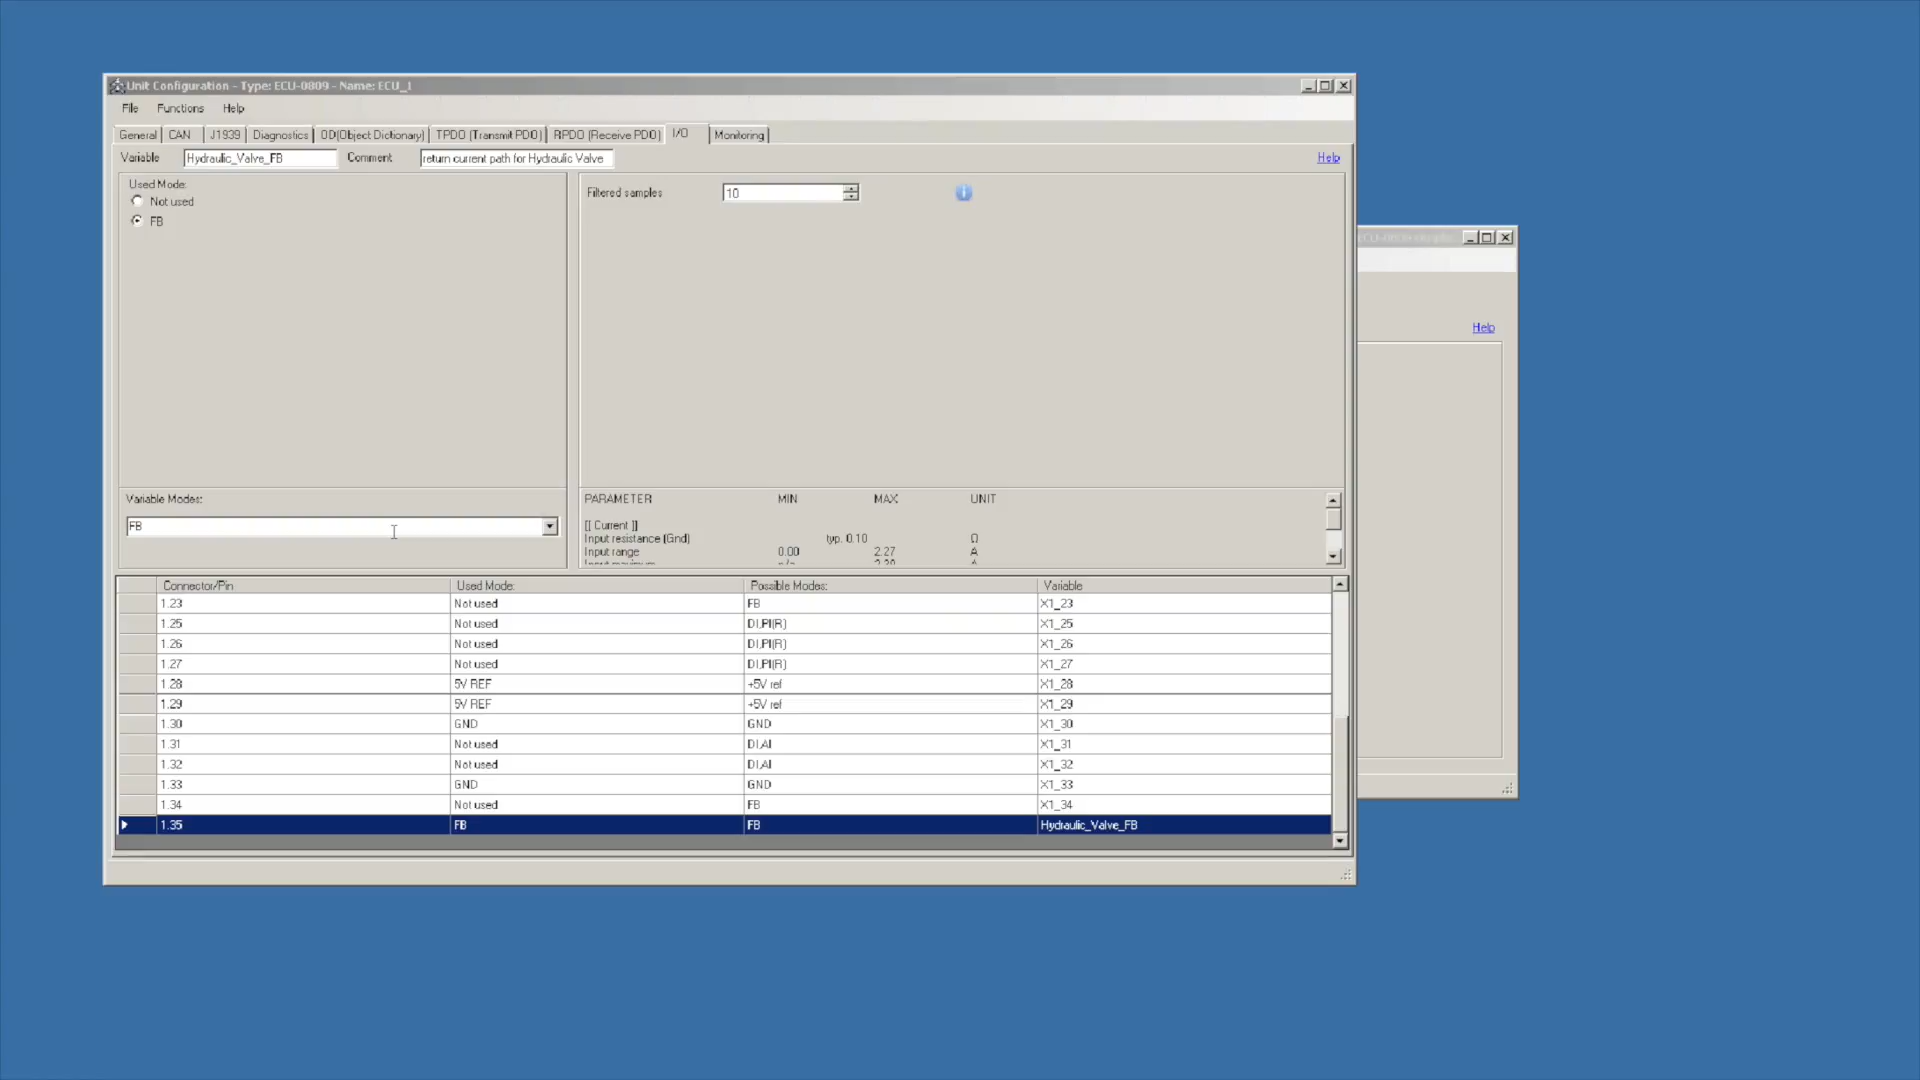 Unit Configuration - Type: ECU-0809 - Name: ECU_1
File Functions Help
General CAN J1939 Diagnostics OD(Object Dictionary) TPDO (Transmit PDO) RPDO (Receive PDO) I/O Monitoring
Variable Hydraulic_Valve_FB Comment return current path for Hydraulic Valve Help
Used Mode:
Not used
FB
Filtered samples 10
Help
Variable Modes:
FB
PARAMETER MIN MAX UNIT
[[ Current ]]
Input resistance (Gnd) typ. 0.10 Ω
Input range 0.00 2.27 A
Connector/Pin Used Mode: Possible Modes: Variable
1.23 Not used FB X1_23
1.25 Not used DI,PI(R) X1_25
1.26 Not used DI,PI(R) X1_26
1.27 Not used DI,PI(R) X1_27
1.28 5V REF +5V ref X1_28
1.29 5V REF +5V ref X1_29
1.30 GND GND X1_30
1.31 Not used DI,AI X1_31
1.32 Not used DI,AI X1_32
1.33 GND GND X1_33
1.34 Not used FB X1_34
1.35 FB FB Hydraulic_Valve_FB